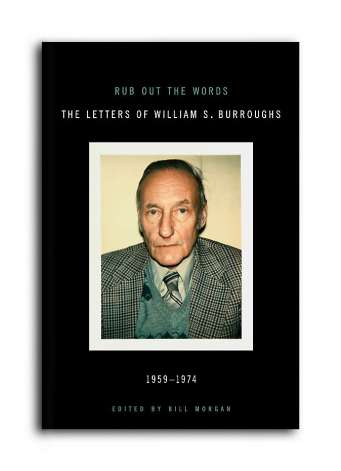 RUB OUT THE WORDS
THE LETTERS OF WILLIAM S. BURROUGHS
1959–1974
EDITED BY BILL MORGAN